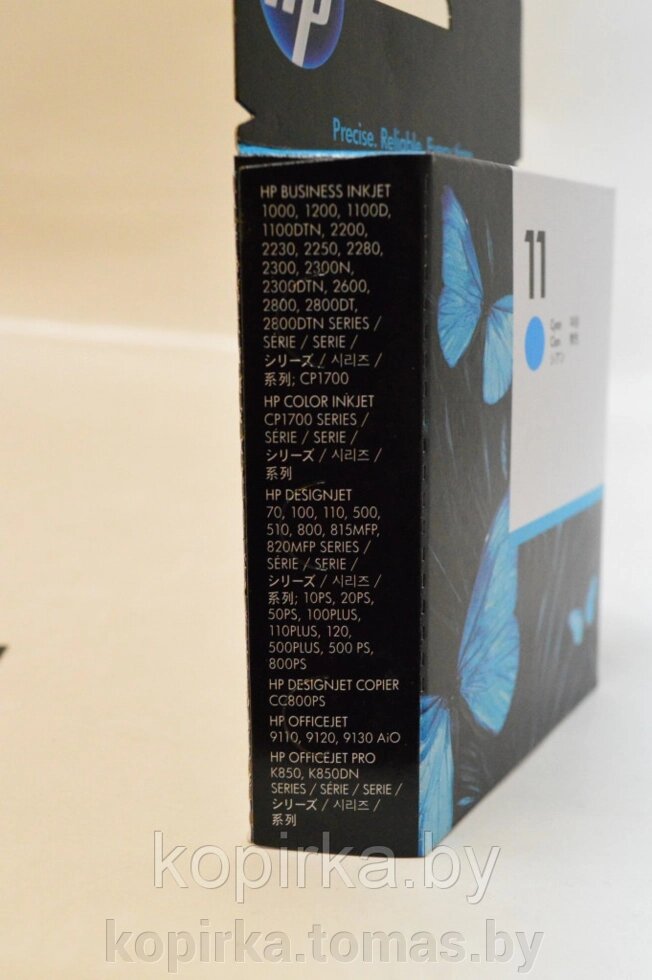 hp
Precise. Reliable.
HP BUSINESS INKJET
1000, 1200, 1100D,
1100DTN, 2200,
2230, 2250, 2280,
2300, 2300N,
2300DTN, 2600,
2800, 2800DT,
2800DTN SERIES /
SÉRIE / SERIE /
シリーズ / 시리즈 /
系列; CP1700
HP COLOR INKJET
CP1700 SERIES /
SÉRIE / SERIE /
シリーズ / 시리즈 /
系列
HP DESIGNJET
70, 100, 110, 500,
510, 800, 815MFP,
820MFP SERIES /
SÉRIE / SERIE /
シリーズ / 시리즈 /
系列; 10PS, 20PS,
50PS, 100PLUS,
110PLUS, 120,
500PLUS, 500 PS,
800PS
HP DESIGNJET COPIER
CC800PS
HP OFFICEJET
9110, 9120, 9130 AiO
HP OFFICEJET PRO
K850, K850DN
SERIES / SÉRIE / SERIE /
シリーズ / 시리즈 /
系列
11
Cyan
シアン
kopirka.by
kopirka.tomas.by